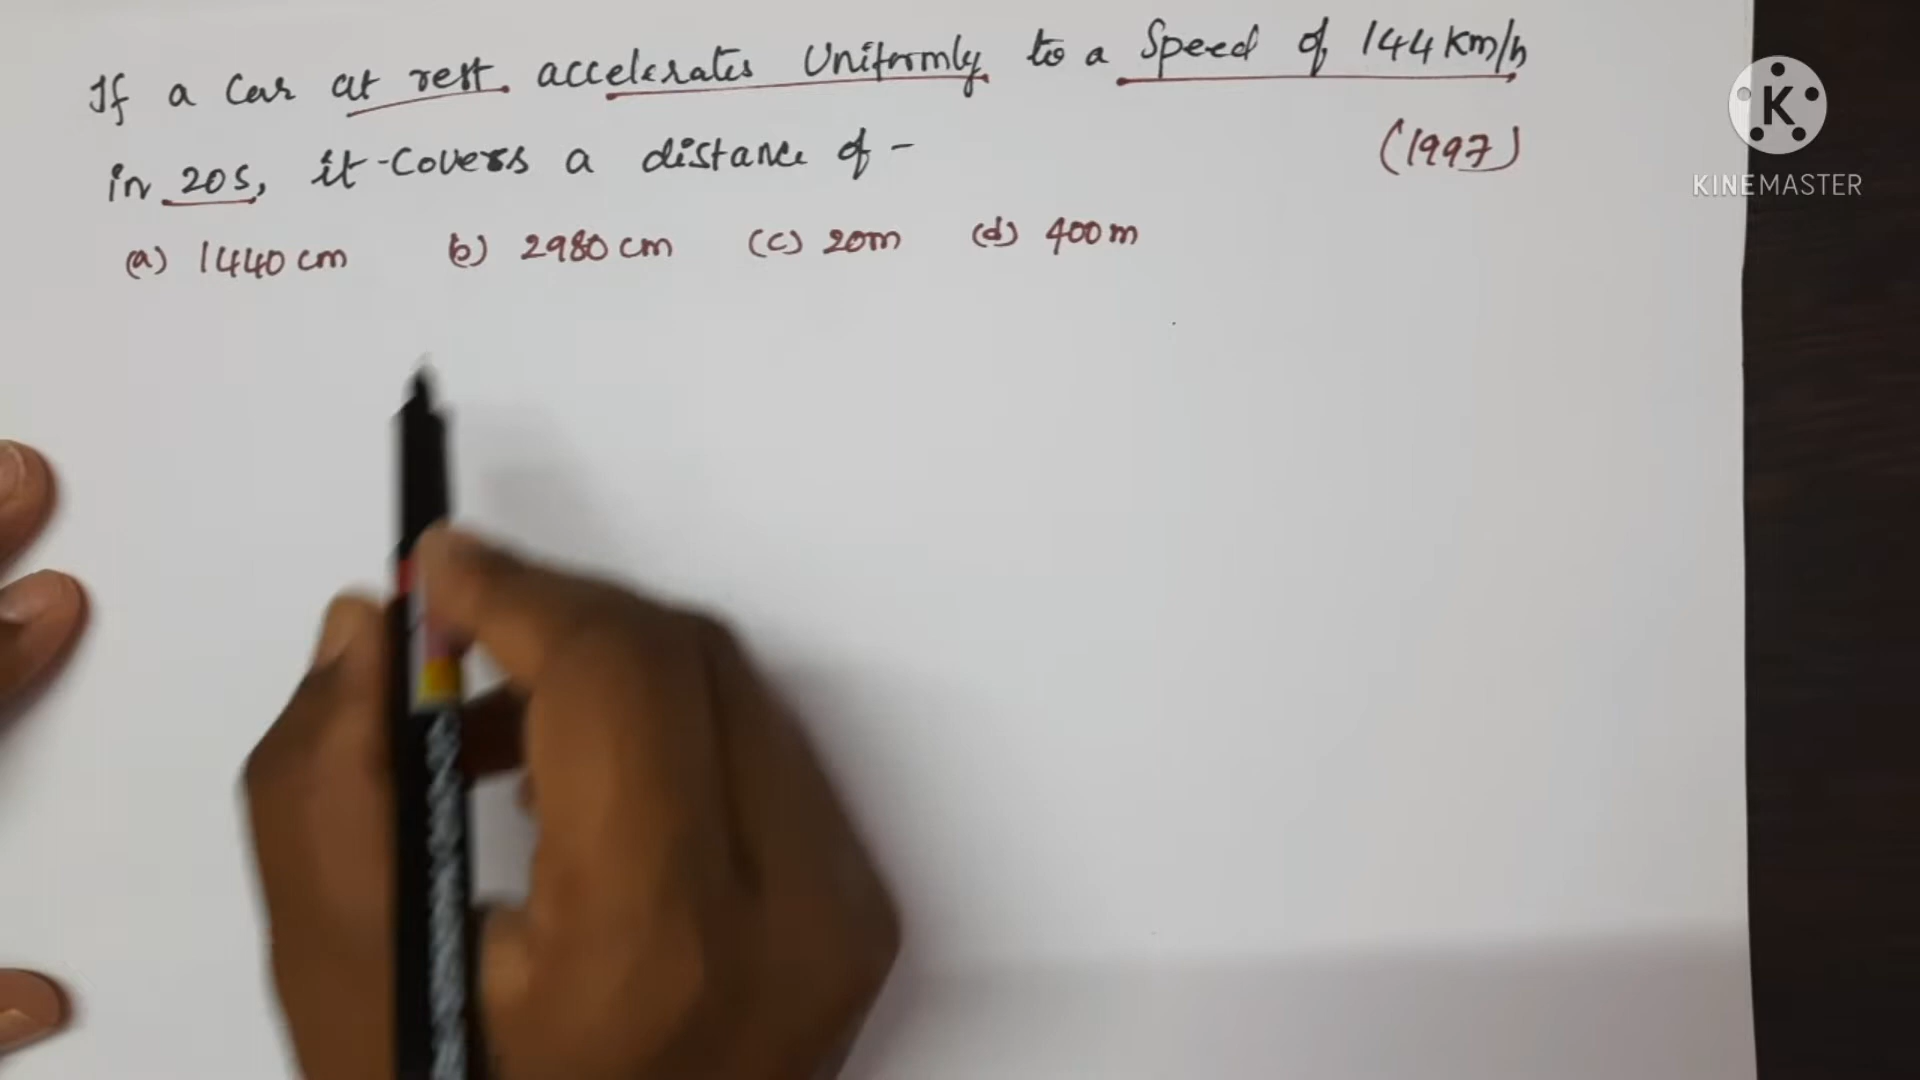 If a car at rest. accelerates Uniformly to a Speed of 144 km/h
in 20s, it covers a distance of -
(1997)
(a) 1440 cm b) 2980 cm (c) 20m (d) 400 m
K
KINEMASTER